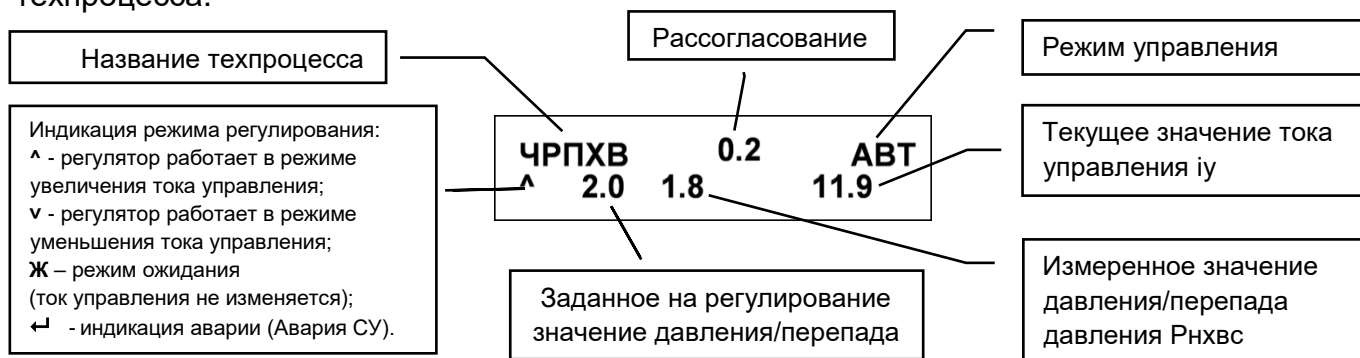 техпроцесса.
Название техпроцесса
Рассогласование
Режим управления
Индикация режима регулирования:
^ - регулятор работает в режиме
увеличения тока управления;
v - регулятор работает в режиме
уменьшения тока управления;
Ж – режим ожидания
(ток управления не изменяется);
↵ - индикация аварии (Авария СУ).
ЧРПХВ 0.2 АВТ
^ 2.0 1.8 11.9
Текущее значение тока
управления iу
Заданное на регулирование
значение давления/перепада
Измеренное значение
давления/перепада
давления Рнхвс